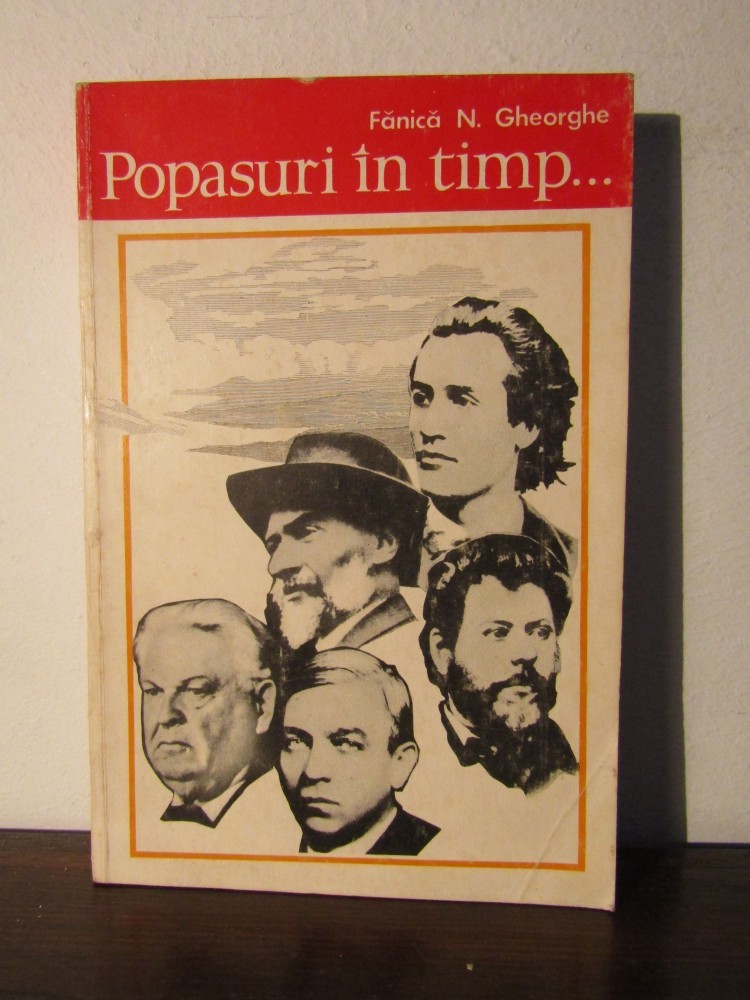 Fănică N. Gheorghe
Popasuri în timp...